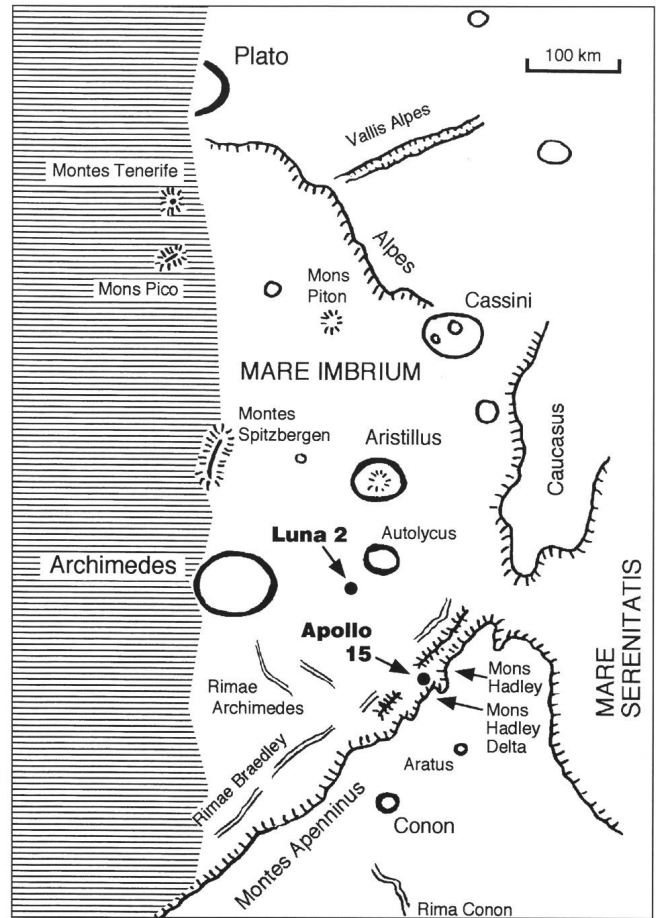 Plato
100 km
Vallis Alpes
Montes Tenerife
Alpes
Mons Pico
Mons
Piton
Cassini
MARE IMBRIUM
Montes
Spitzbergen
Aristillus
Caucasus
Luna 2
Autolycus
Archimedes
Apollo
15
MARE
SERENITATIS
Rimae
Archimedes
Mons
Hadley
Mons
Hadley
Delta
Rimae Braedley
Aratus
Conon
Montes Apenninus
Rima Conon